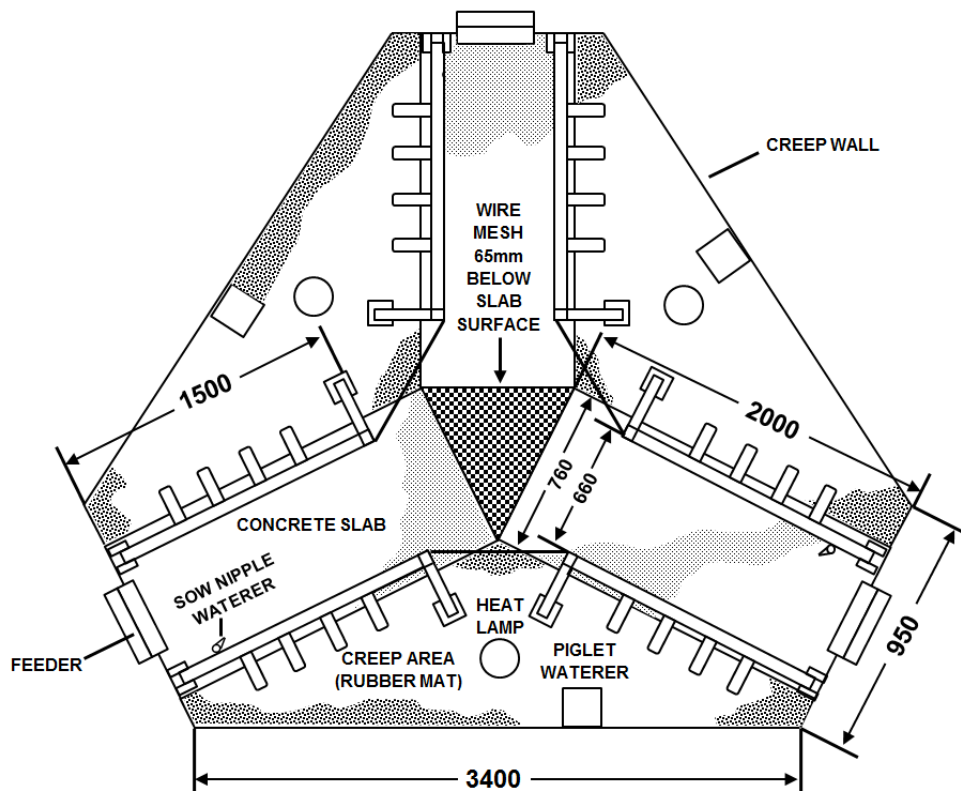 CREEP WALL
WIRE
MESH
65mm
BELOW
SLAB
SURFACE
1500
2000
760
660
CONCRETE SLAB
SOW NIPPLE
WATERER
HEAT
LAMP
950
FEEDER
CREEP AREA
(RUBBER MAT)
PIGLET
WATERER
3400